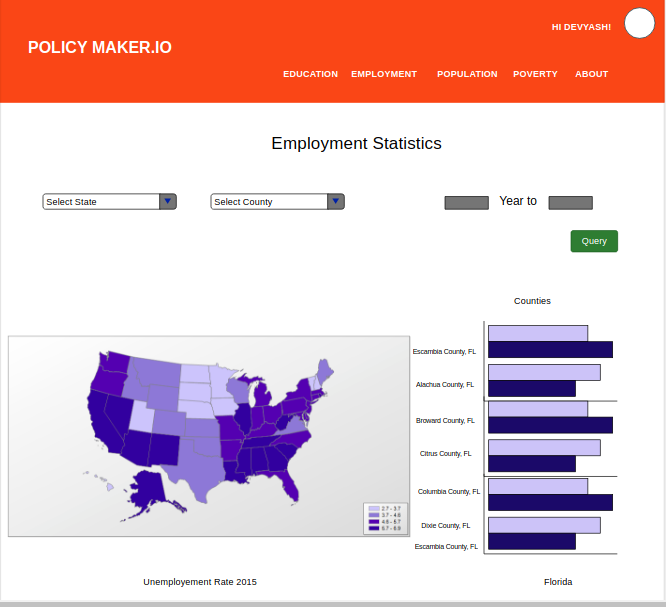 HI DEVYASH!
POLICY MAKER.IO
EDUCATION EMPLOYMENT POPULATION POVERTY ABOUT
Employment Statistics
Select State Select County Year to
Query
Counties
Escambia County, FL
Alachua County, FL
Broward County, FL
Citrus County, FL
Columbia County, FL
Dixie County, FL
Escambia County, FL
2.7 - 3.7
3.7 - 4.6
4.6 - 5.7
5.7 - 6.9
Unemployement Rate 2015 Florida